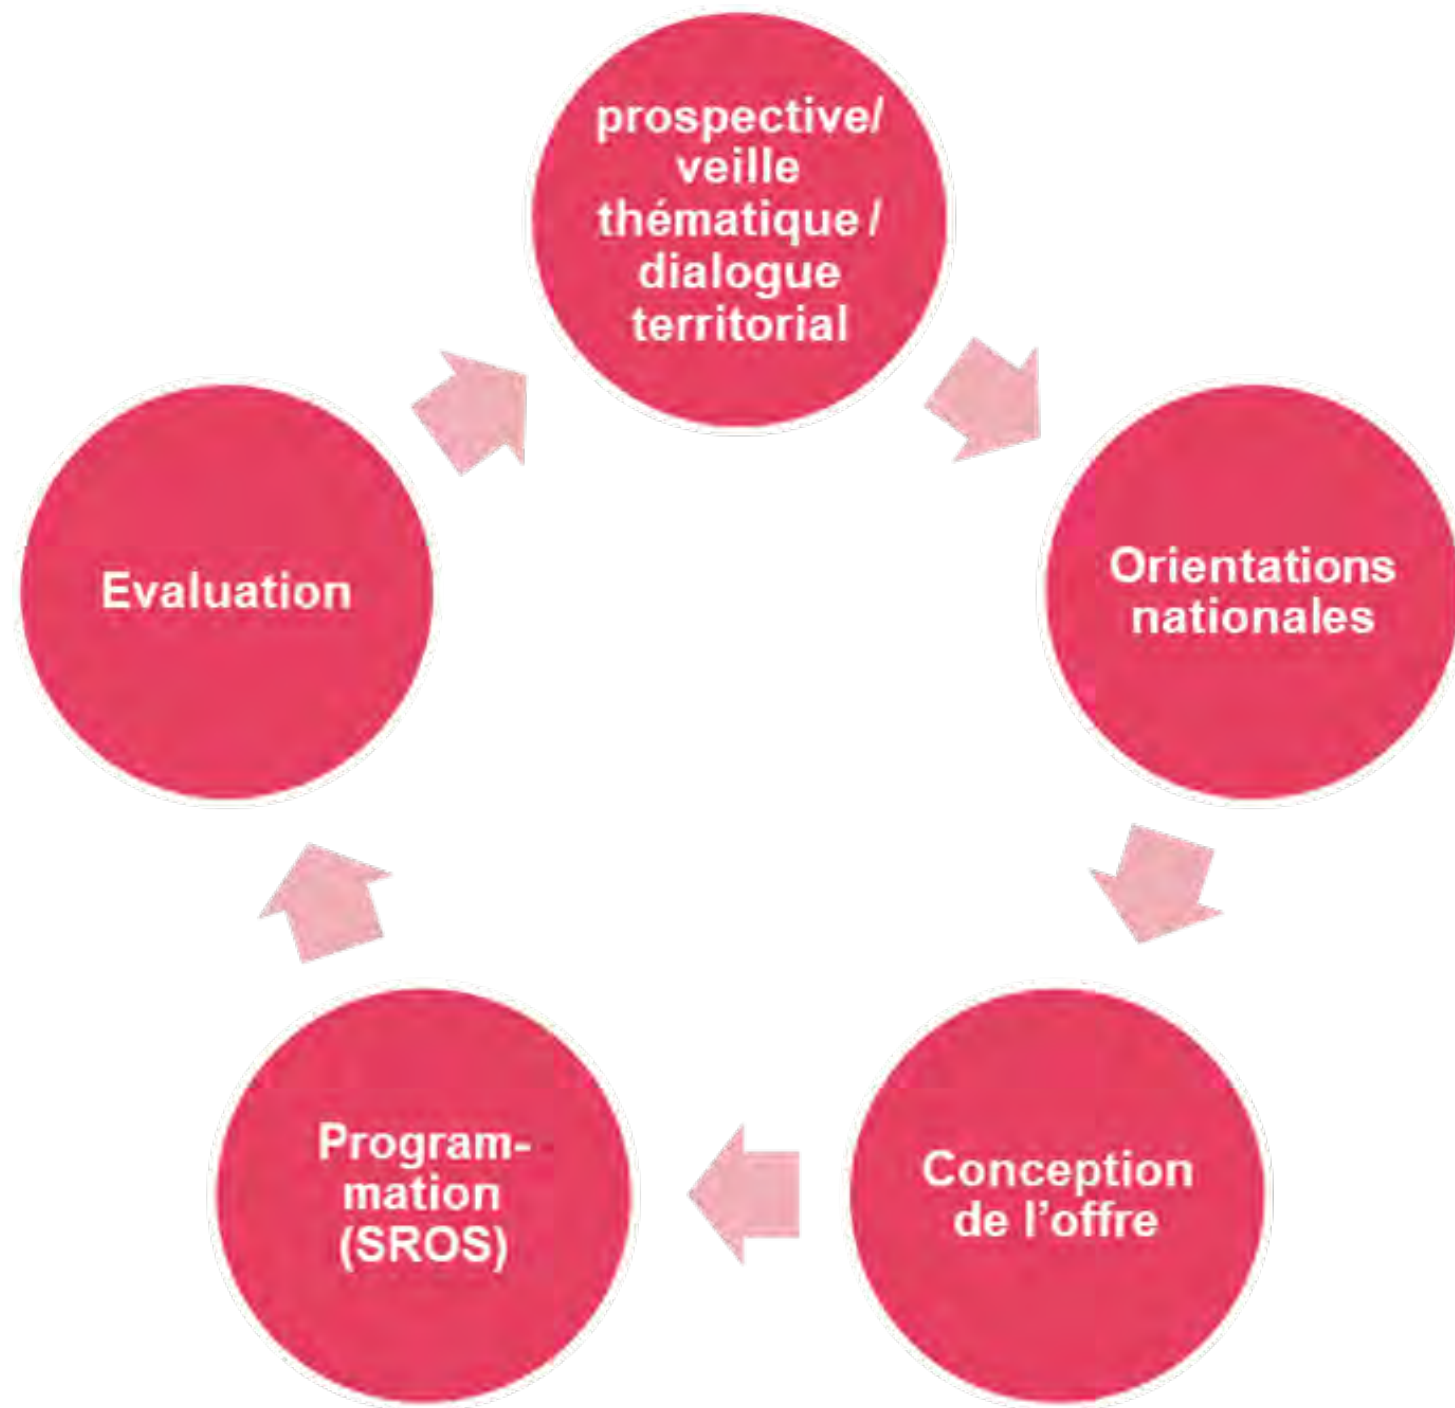 prospective/
veille
thématique /
dialogue
territorial
Orientations
nationales
Conception
de l'offre
Program-
mation
(SROS)
Evaluation